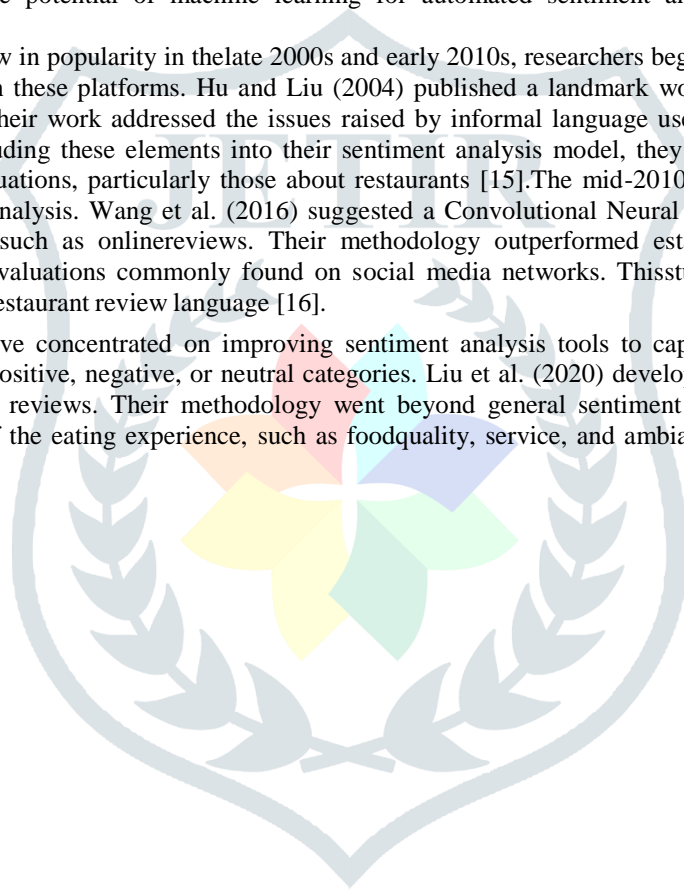 potential of machine learning for automated sentiment
w in popularity in thelate 2000s and early 2010s, researchers beg
these platforms. Hu and Liu (2004) published a landmark wo
heir work addressed the issues raised by informal language us
uding these elements into their sentiment analysis model, they
uations, particularly those about restaurants [15].The mid-2010
nalysis. Wang et al. (2016) suggested a Convolutional Neural
such as onlinereviews. Their methodology outperformed est
valuations commonly found on social media networks. Thisstu
estaurant review language [16].
ve concentrated on improving sentiment analysis tools to cap
ositive, negative, or neutral categories. Liu et al. (2020) develop
reviews. Their methodology went beyond general sentiment
f the eating experience, such as foodquality, service, and ambia
JETIR